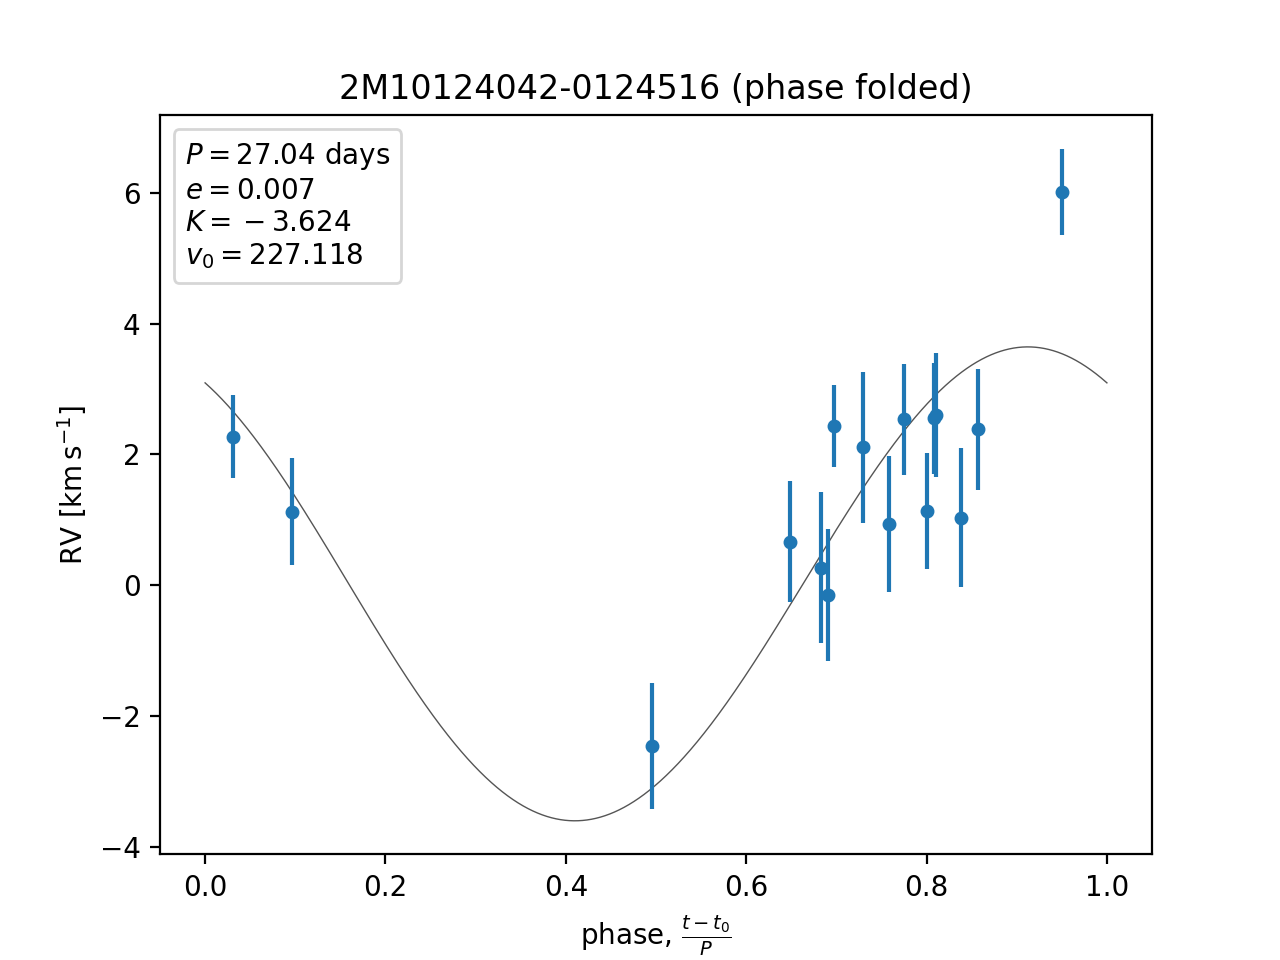 2M10124042-0124516 (phase folded)
P = 27.04 days
e = 0.007
K = −3.624
v₀ = 227.118
6
4
2
0
−2
−4
RV [km s⁻¹]
0.0 0.2 0.4 0.6 0.8 1.0
phase, (t − t₀)/P